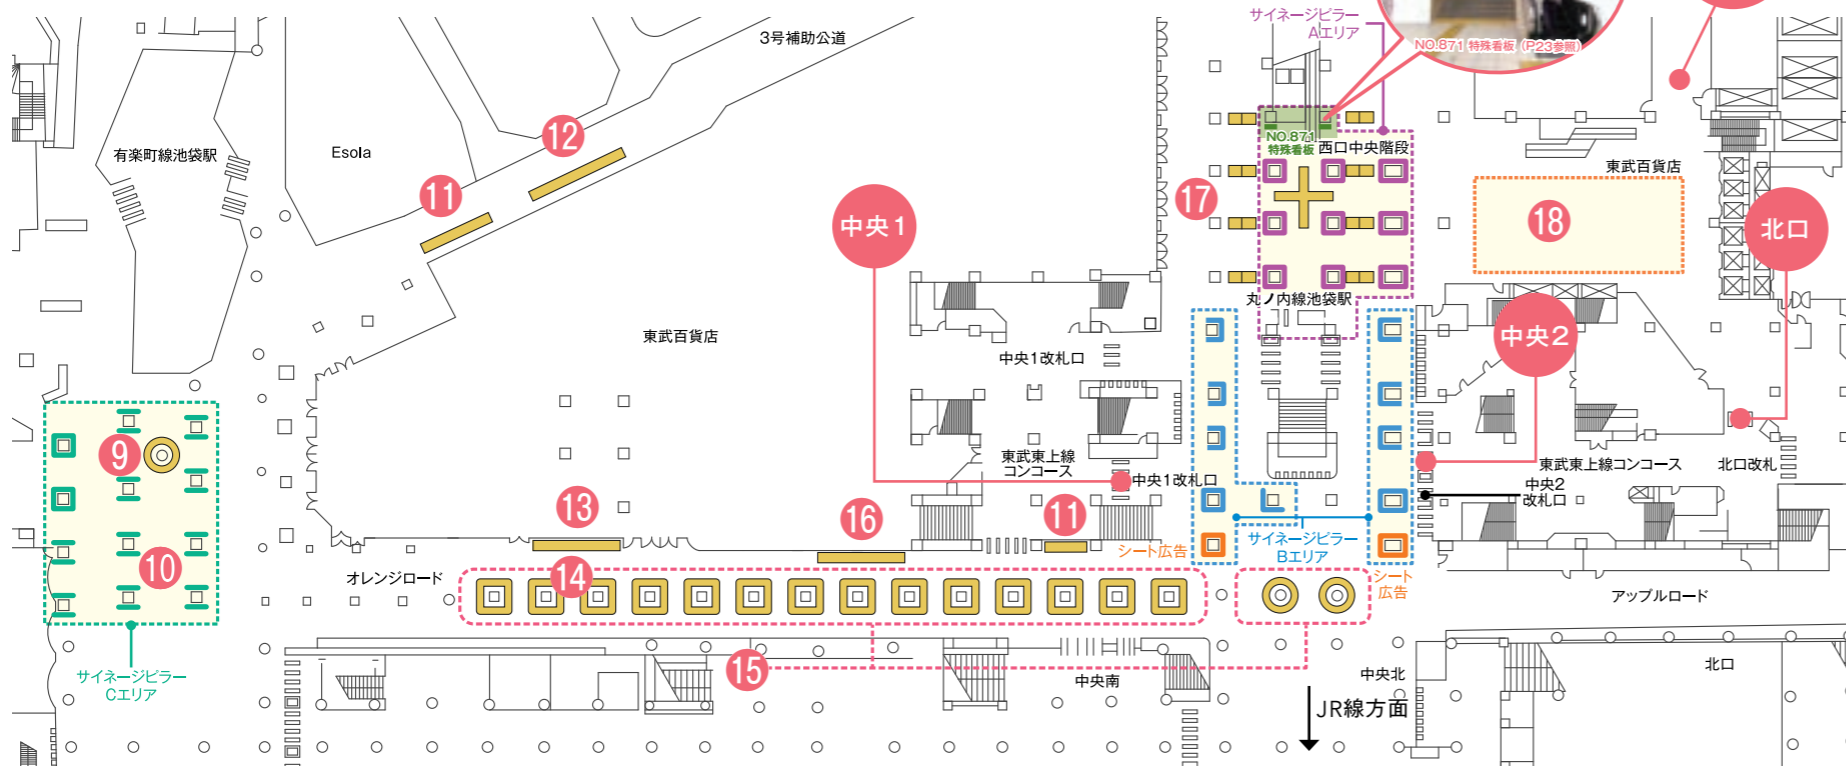 サイネージピラー
Aエリア
NO.871 特殊看板 (P23参照)
3号補助公道
12
有楽町線池袋駅
Esola
NO.871
特殊看板
西口中央階段
東武百貨店
11
17
中央1
18
北口
丸ノ内線池袋駅
東武百貨店
中央1改札口
中央2
9
東武東上線
コンコース
中央1改札口
東武東上線コンコース
北口改札
中央2
改札口
13
16
11
シート広告
サイネージピラー
Bエリア
10
オレンジロード
14
シート
広告
アップルロード
サイネージピラー
Cエリア
15
中央南
中央北
北口
JR線方面